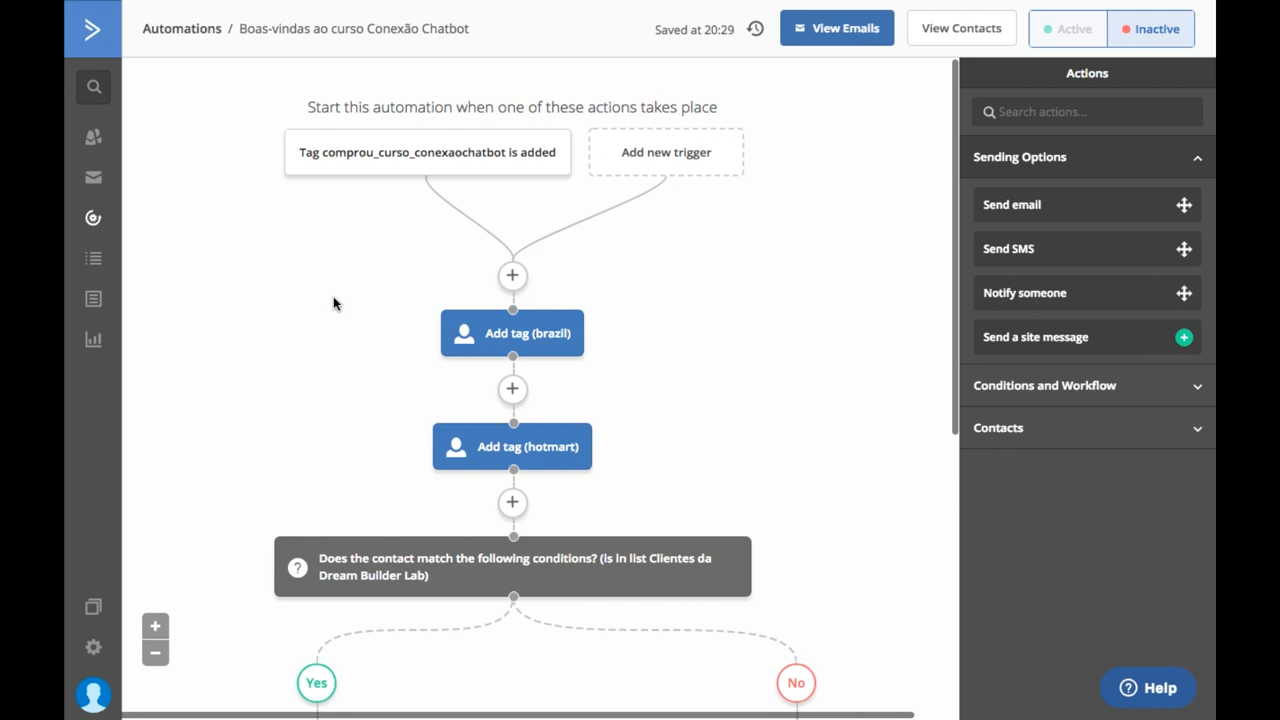 Automations / Boas-vindas ao curso Conexão Chatbot
Saved at 20:29
View Emails
View Contacts
Active
Inactive
Start this automation when one of these actions takes place
Tag comprou_curso_conexaochatbot is added
Add new trigger
+
Add tag (brazil)
+
Add tag (hotmart)
+
? Does the contact match the following conditions? (is in list Clientes da
Dream Builder Lab)
Yes
No
+
−
Actions
Search actions...
Sending Options
Send email
Send SMS
Notify someone
Send a site message
Conditions and Workflow
Contacts
? Help